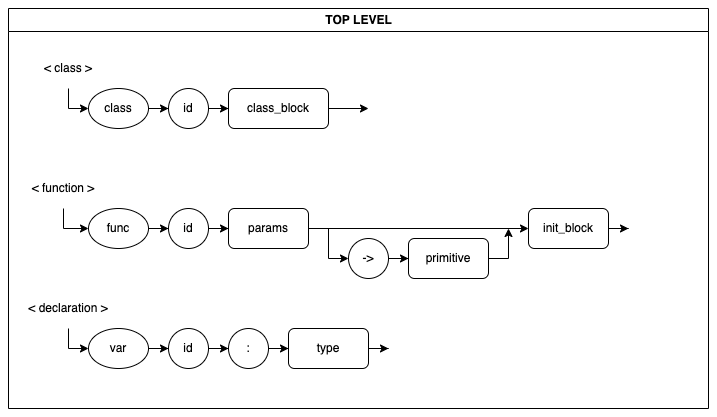 TOP LEVEL
< class >
class id class_block
< function >
func id params init_block
-> primitive
< declaration >
var id : type